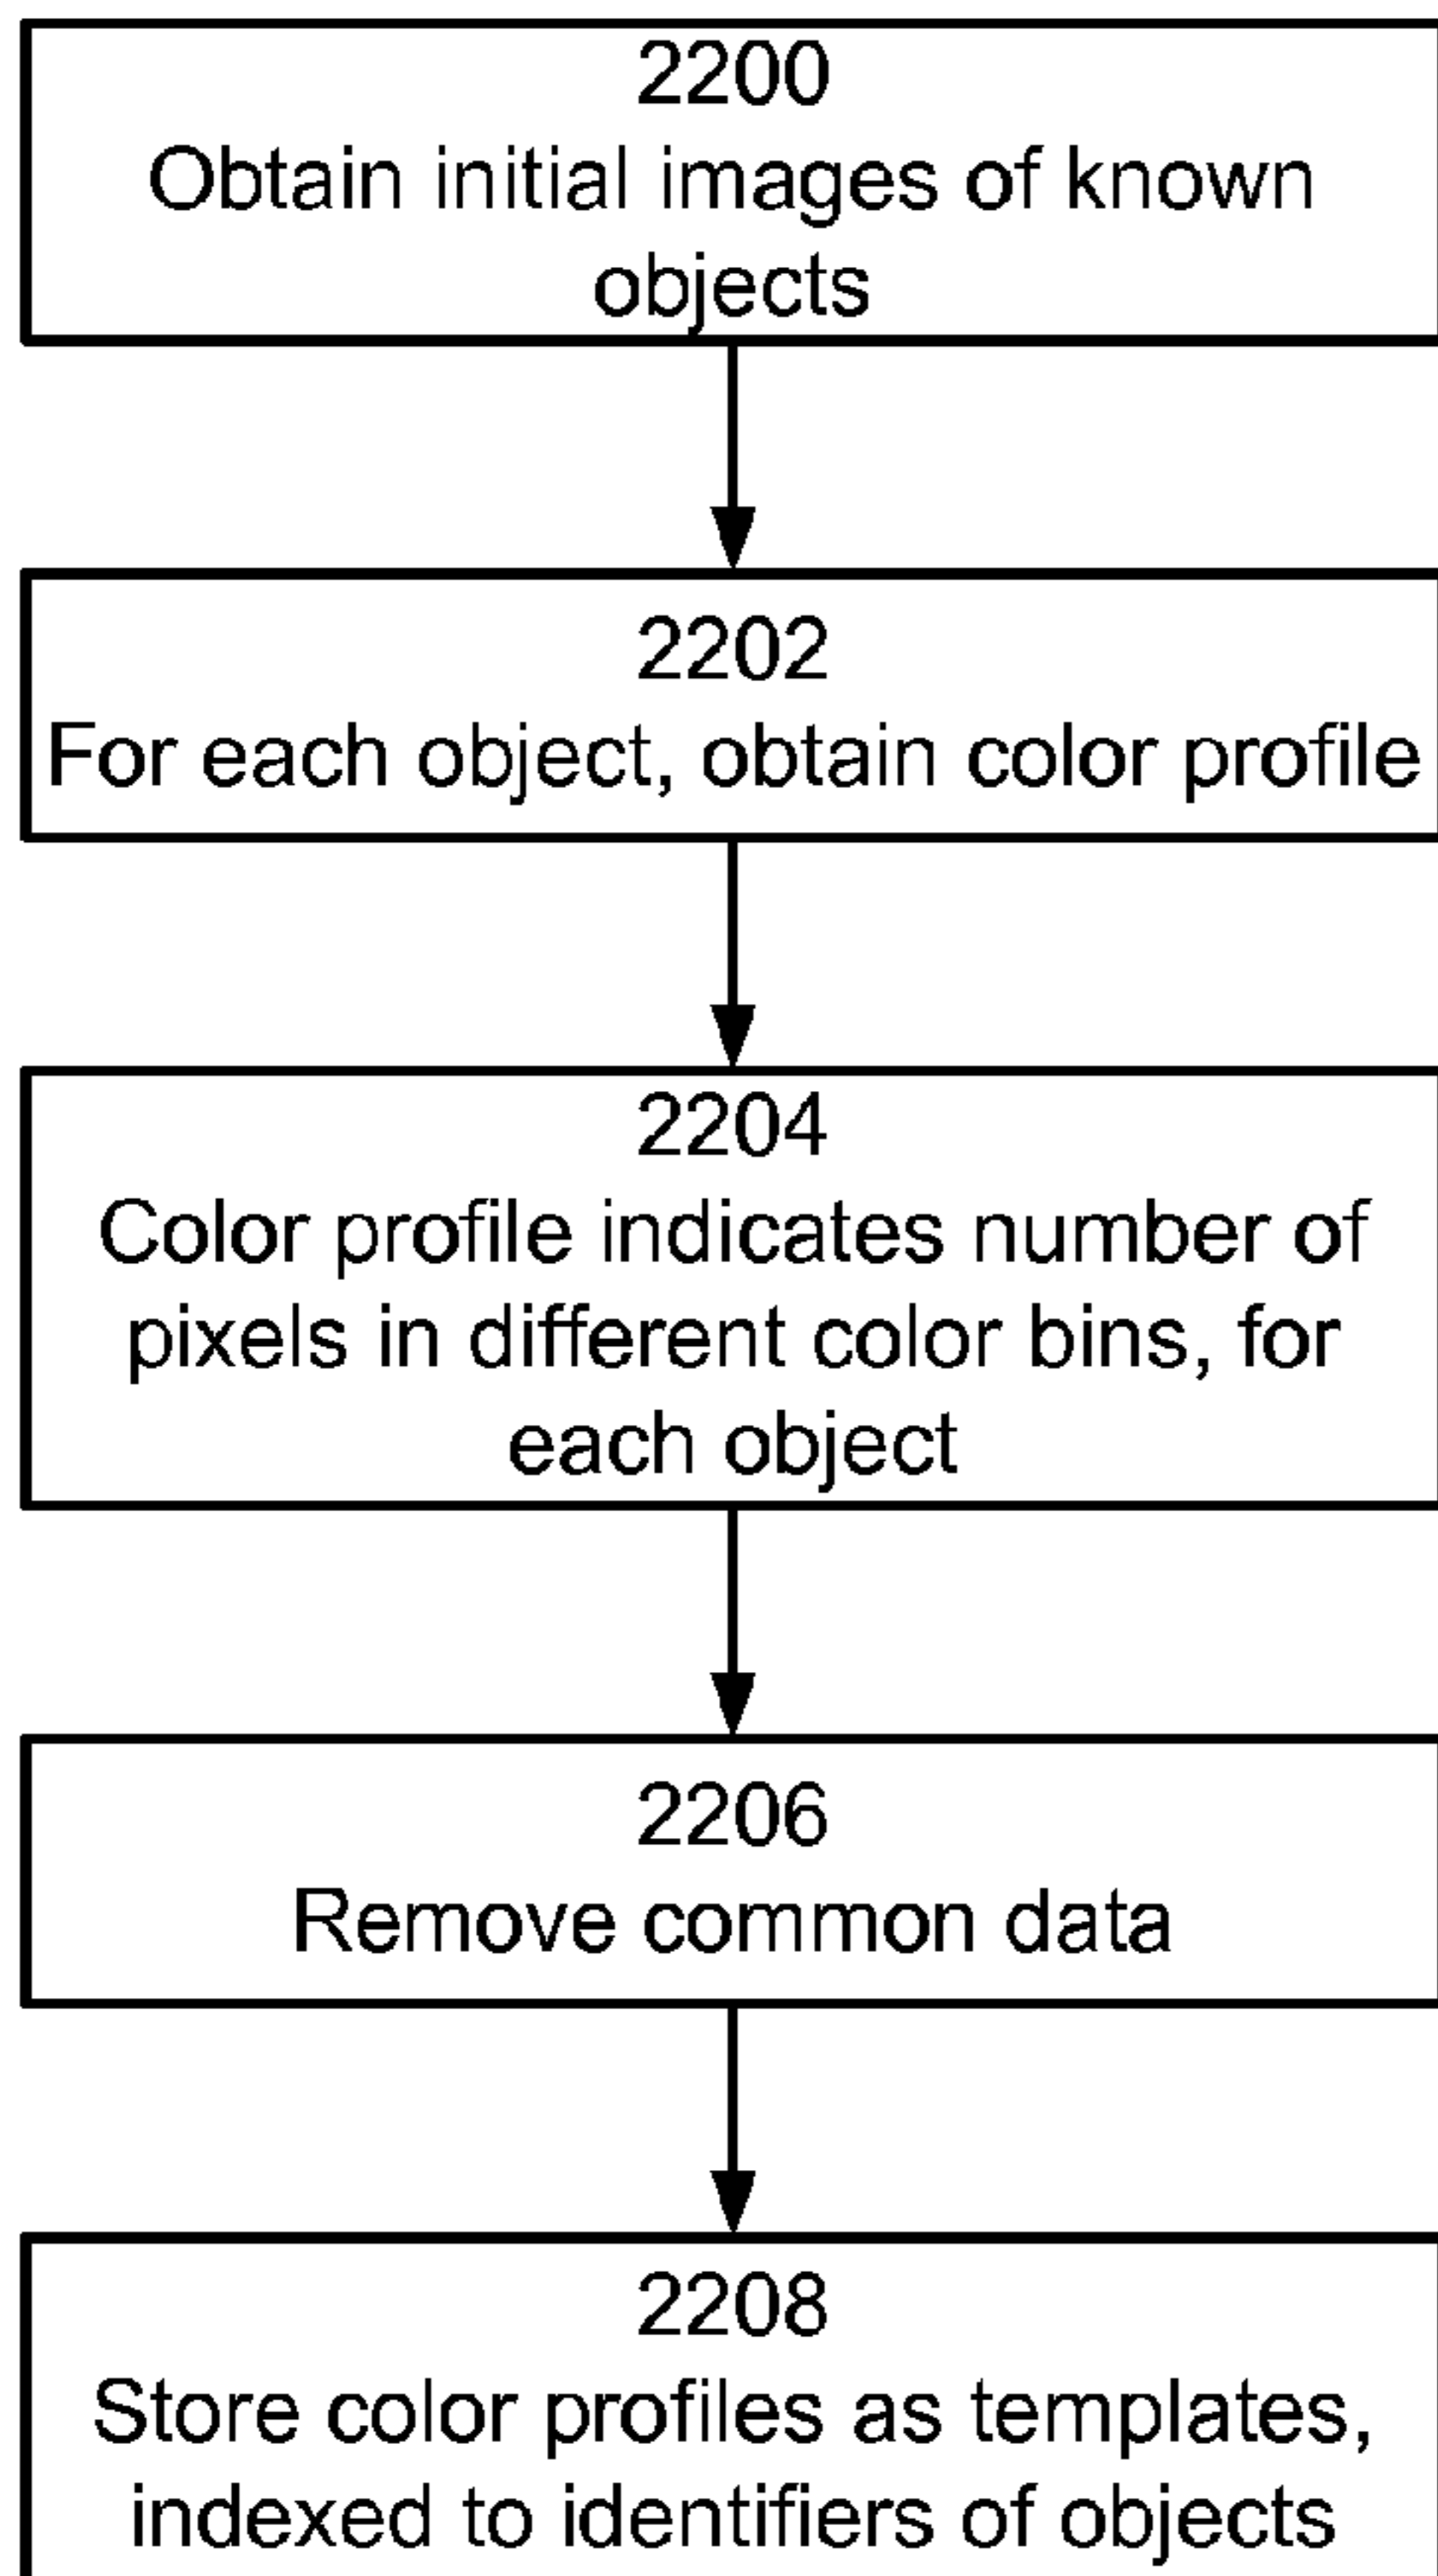 2200
Obtain initial images of known
objects
2202
For each object, obtain color profile
2204
Color profile indicates number of
pixels in different color bins, for
each object
2206
Remove common data
2208
Store color profiles as templates,
indexed to identifiers of objects